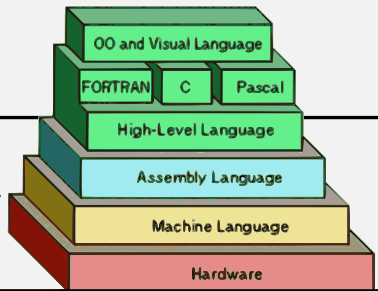 OO and Visual Language
FORTRAN C Pascal
High-Level Language
Assembly Language
Machine Language
Hardware